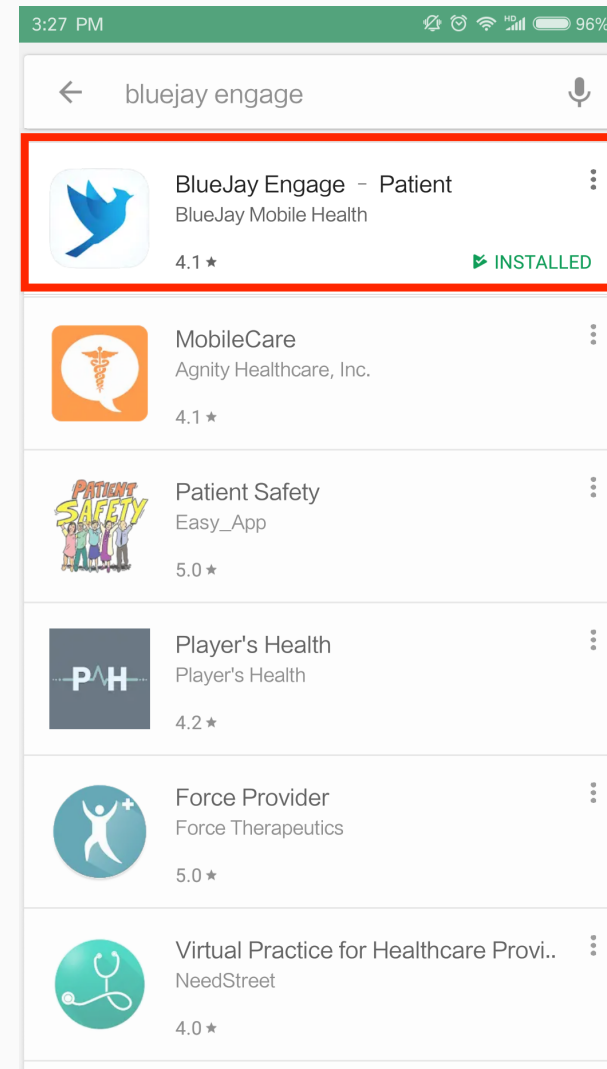 3:27 PM HD 96%
bluejay engage
BlueJay Engage – Patient
BlueJay Mobile Health
4.1★ INSTALLED
MobileCare
Agnity Healthcare, Inc.
4.1★
PATIENT
SAFETY
Patient Safety
Easy_App
5.0★
P H
Player's Health
Player's Health
4.2★
Force Provider
Force Therapeutics
5.0★
Virtual Practice for Healthcare Provi..
NeedStreet
4.0★